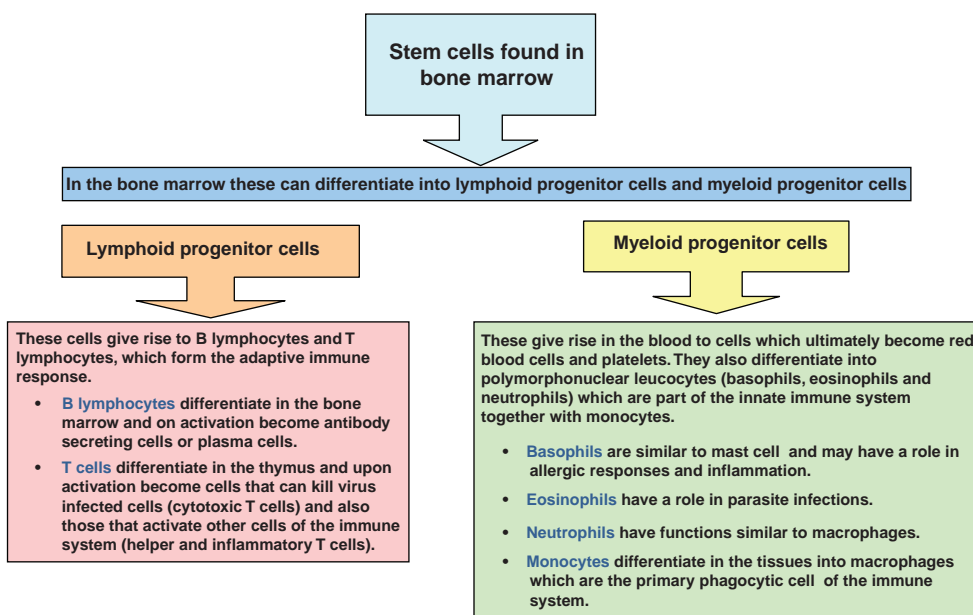 Stem cells found in
bone marrow
In the bone marrow these can differentiate into lymphoid progenitor cells and myeloid progenitor cells
Lymphoid progenitor cells
Myeloid progenitor cells
These cells give rise to B lymphocytes and T
lymphocytes, which form the adaptive immune
response.
• B lymphocytes differentiate in the bone
marrow and on activation become antibody
secreting cells or plasma cells.
• T cells differentiate in the thymus and upon
activation become cells that can kill virus
infected cells (cytotoxic T cells) and also
those that activate other cells of the immune
system (helper and inflammatory T cells).
These give rise in the blood to cells which ultimately become red
blood cells and platelets. They also differentiate into
polymorphonuclear leucocytes (basophils, eosinophils and
neutrophils) which are part of the innate immune system
together with monocytes.
• Basophils are similar to mast cell and may have a role in
allergic responses and inflammation.
• Eosinophils have a role in parasite infections.
• Neutrophils have functions similar to macrophages.
• Monocytes differentiate in the tissues into macrophages
which are the primary phagocytic cell of the immune
system.